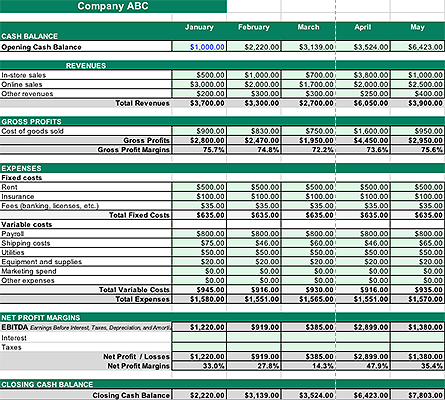 Company ABC
January February March April May
CASH BALANCE
Opening Cash Balance $1,000.00 $2,220.00 $3,139.00 $3,524.00 $6,423.00
REVENUES
In-store sales $500.00 $1,000.00 $700.00 $3,800.00 $1,000.00
Online sales $3,000.00 $2,000.00 $1,700.00 $2,000.00 $2,500.00
Other revenues $200.00 $300.00 $300.00 $250.00 $400.00
Total Revenues $3,700.00 $3,300.00 $2,700.00 $6,050.00 $3,900.00
GROSS PROFITS
Cost of goods sold $900.00 $830.00 $750.00 $1,600.00 $950.00
Gross Profits $2,800.00 $2,470.00 $1,950.00 $4,450.00 $2,950.00
Gross Profit Margins 75.7% 74.8% 72.2% 73.6% 75.6%
EXPENSES
Fixed costs
Rent $500.00 $500.00 $500.00 $500.00 $500.00
Insurance $100.00 $100.00 $100.00 $100.00 $100.00
Fees (banking, licenses, etc.) $35.00 $35.00 $35.00 $35.00 $35.00
Total Fixed Costs $635.00 $635.00 $635.00 $635.00 $635.00
Variable costs
Payroll $800.00 $800.00 $800.00 $800.00 $800.00
Shipping costs $75.00 $46.00 $60.00 $46.00 $65.00
Utilities $50.00 $50.00 $50.00 $50.00 $50.00
Equipment and supplies $20.00 $20.00 $20.00 $20.00 $20.00
Marketing spend $0.00 $0.00 $0.00 $0.00 $0.00
Other expenses $0.00 $0.00 $0.00 $0.00 $0.00
Total Variable Costs $945.00 $916.00 $930.00 $916.00 $935.00
Total Expenses $1,580.00 $1,551.00 $1,565.00 $1,551.00 $1,570.00
NET PROFIT MARGINS
EBITDA Earnings Before Interest, Taxes, Depreciation, and Amorti $1,220.00 $919.00 $385.00 $2,899.00 $1,380.00
Interest
Taxes
Net Profit / Losses $1,220.00 $919.00 $385.00 $2,899.00 $1,380.00
Net Profit Margins 33.0% 27.8% 14.3% 47.9% 35.4%
CLOSING CASH BALANCE
Closing Cash Balance $2,220.00 $3,139.00 $3,524.00 $6,423.00 $7,803.00